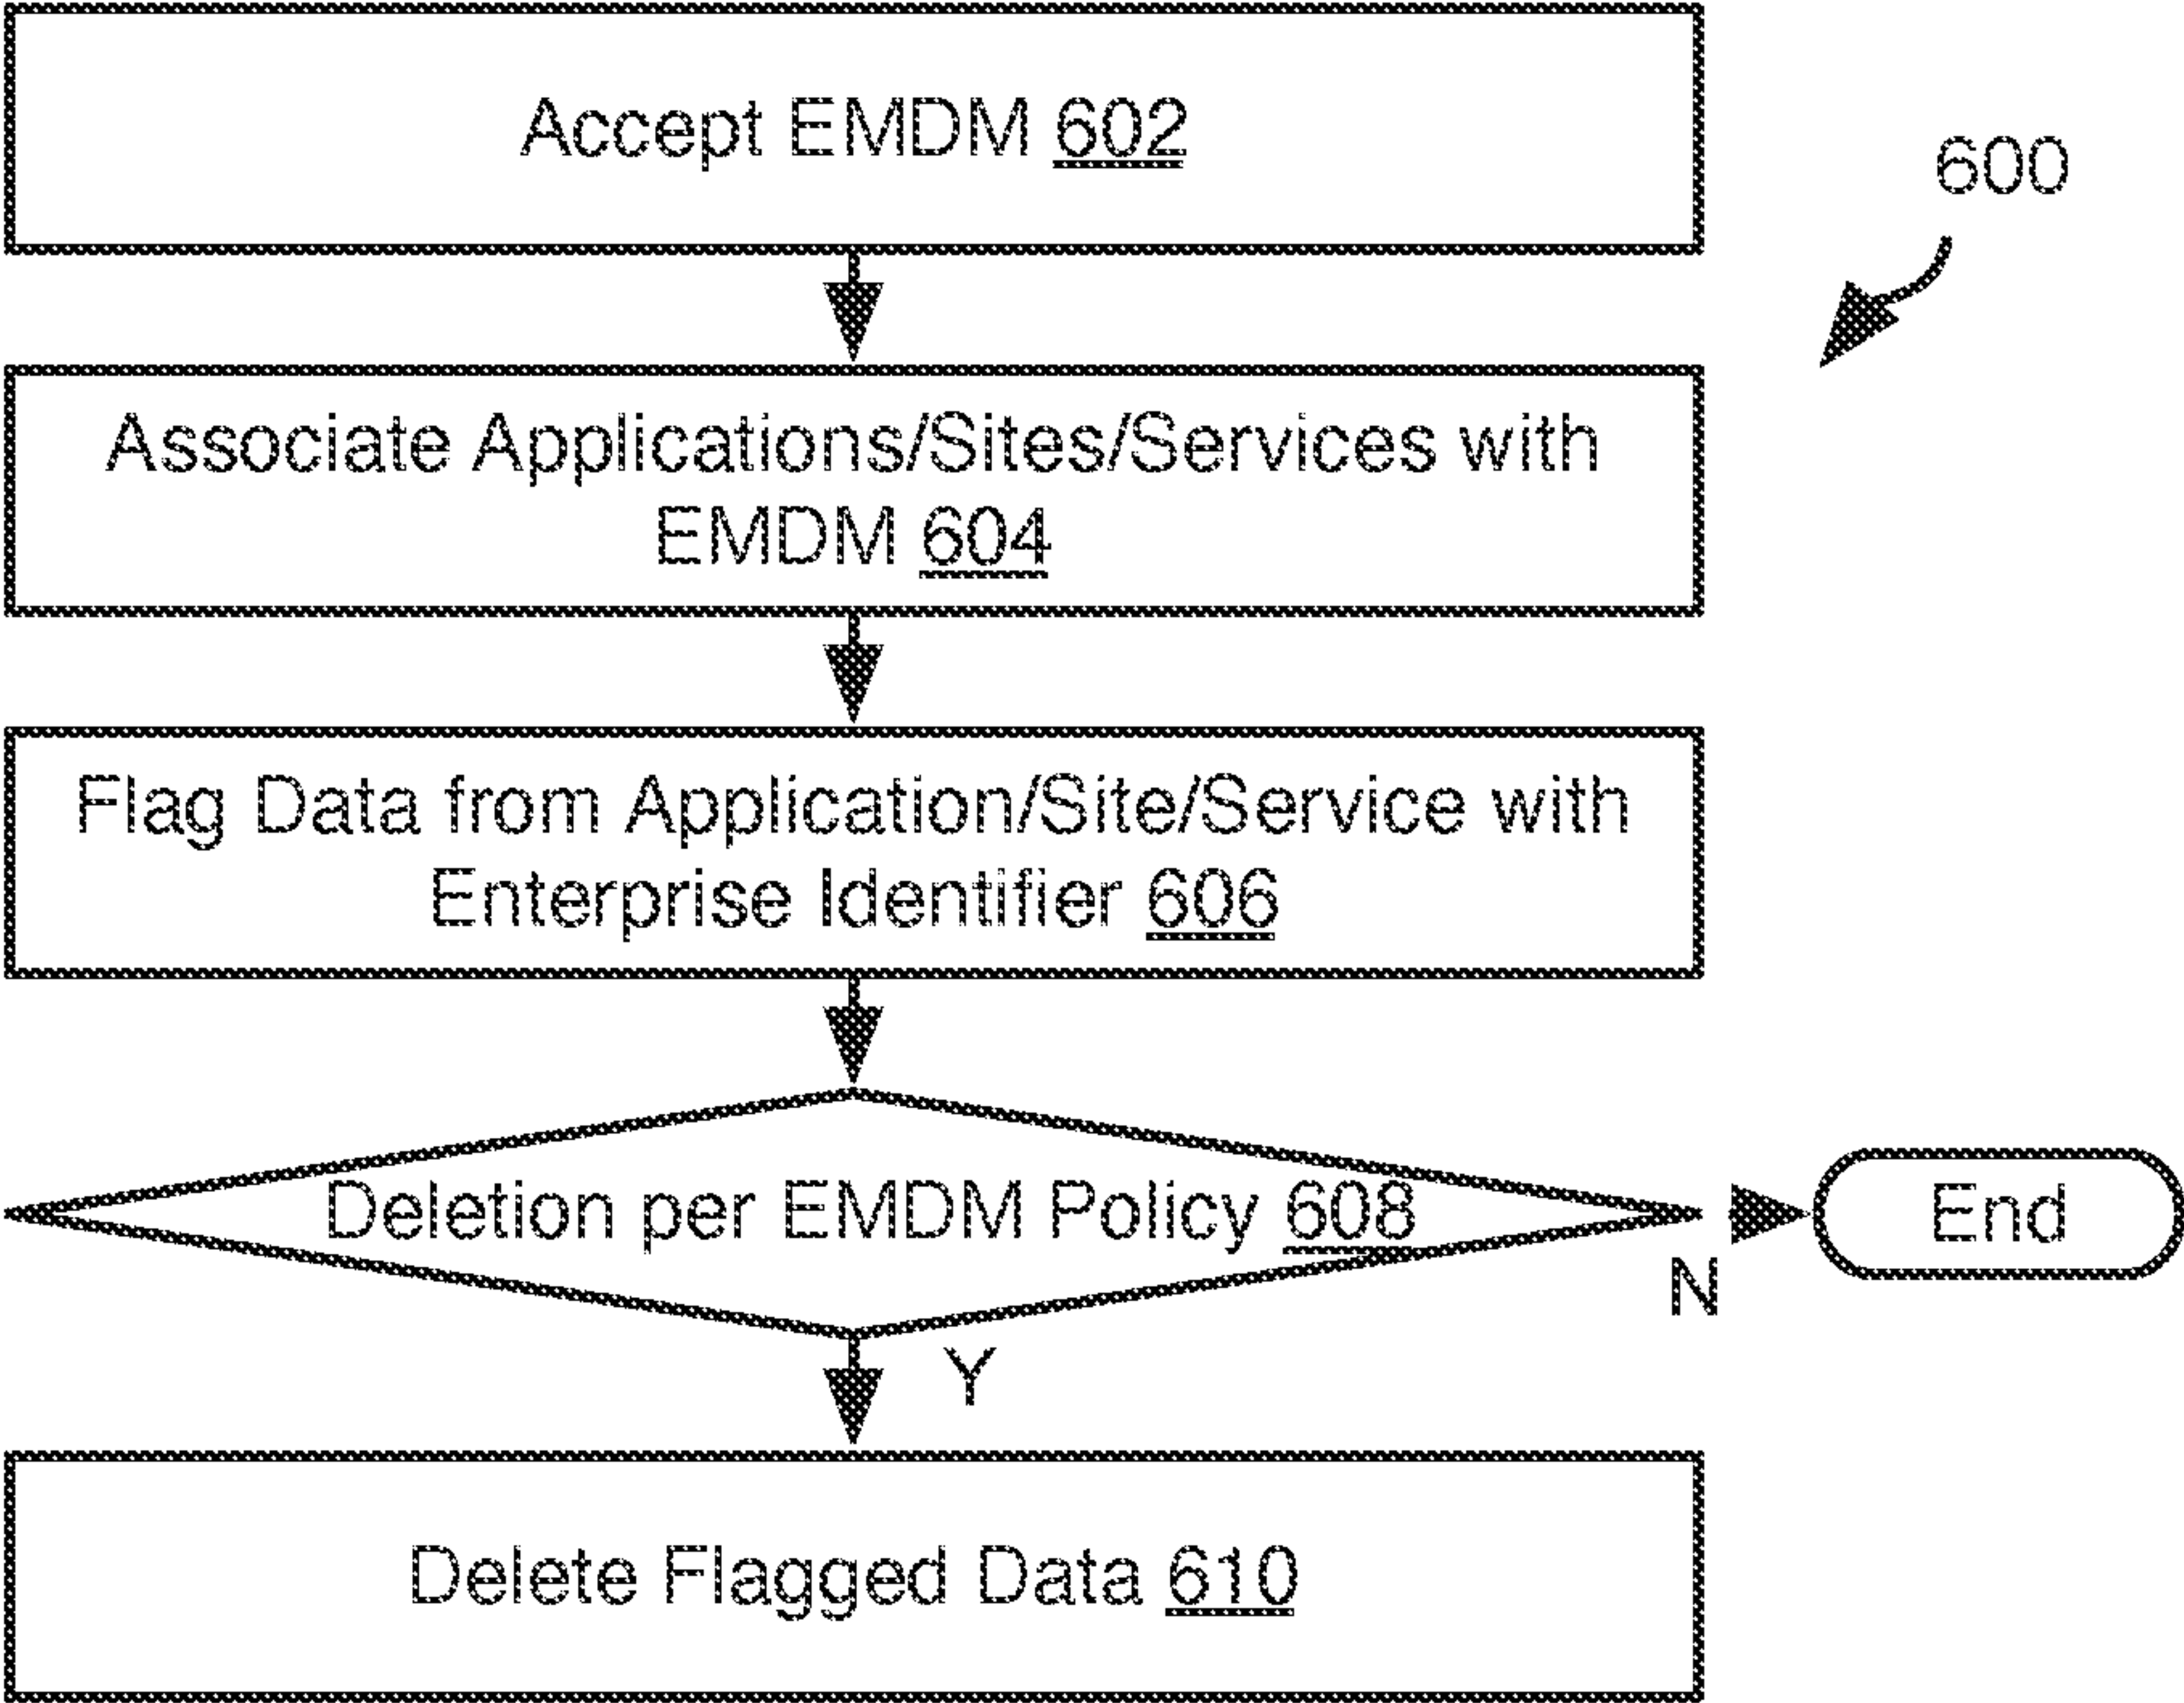 Accept EMDM 602
600
Associate Applications/Sites/Services with
EMDM 604
Flag Data from Application/Site/Service with
Enterprise Identifier 606
Deletion per EMDM Policy 608
End
N
Y
Delete Flagged Data 610